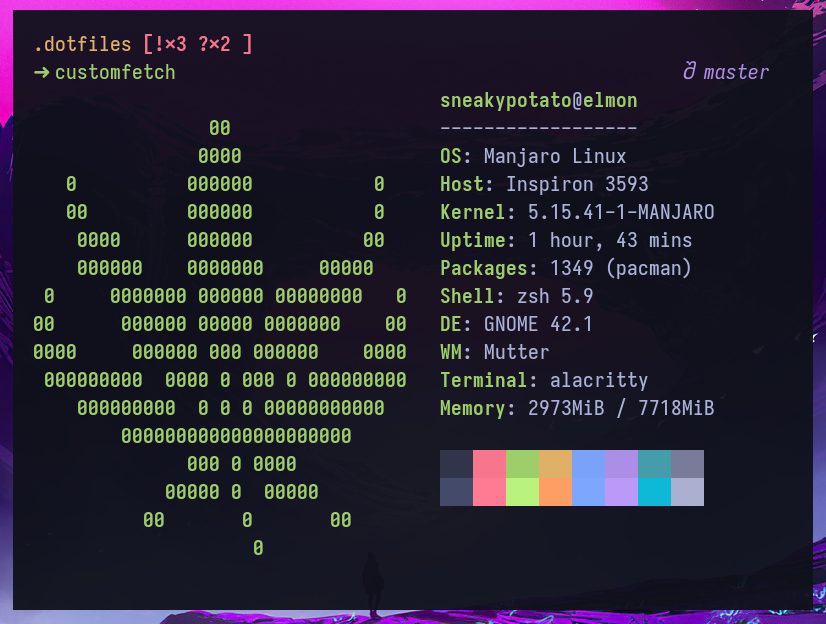 .dotfiles [!×3 ?×2 ]
➜ customfetch master
sneakypotato@elmon
00 ------------------
0000 OS: Manjaro Linux
0 000000 0 Host: Inspiron 3593
00 000000 0 Kernel: 5.15.41-1-MANJARO
0000 000000 00 Uptime: 1 hour, 43 mins
000000 0000000 00000 Packages: 1349 (pacman)
0 0000000 000000 00000000 0 Shell: zsh 5.9
00 000000 00000 0000000 00 DE: GNOME 42.1
0000 000000 000 000000 0000 WM: Mutter
000000000 0000 0 000 0 000000000 Terminal: alacritty
000000000 0 0 0 00000000000 Memory: 2973MiB / 7718MiB
000000000000000000000
000 0 0000
00000 0 00000
00 0 00
0